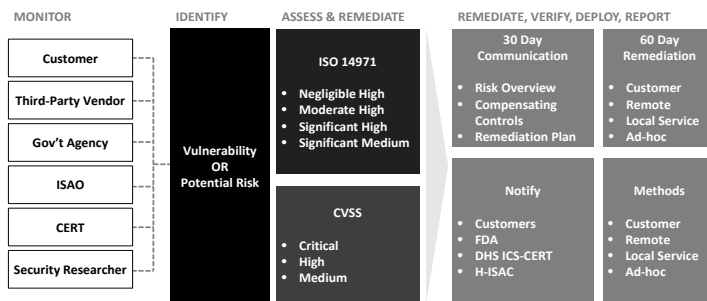 MONITOR
IDENTIFY
ASSESS & REMEDIATE
REMEDIATE, VERIFY, DEPLOY, REPORT
Customer
Third-Party Vendor
Gov't Agency
ISAO
CERT
Security Researcher
Vulnerability
OR
Potential Risk
ISO 14971
• Negligible High
• Moderate High
• Significant High
• Significant Medium
CVSS
• Critical
• High
• Medium
30 Day
Communication
• Risk Overview
• Compensating
Controls
• Remediation Plan
60 Day
Remediation
• Customer
• Remote
• Local Service
• Ad-hoc
Notify
• Customers
• FDA
• DHS ICS-CERT
• H-ISAC
Methods
• Customer
• Remote
• Local Service
• Ad-hoc